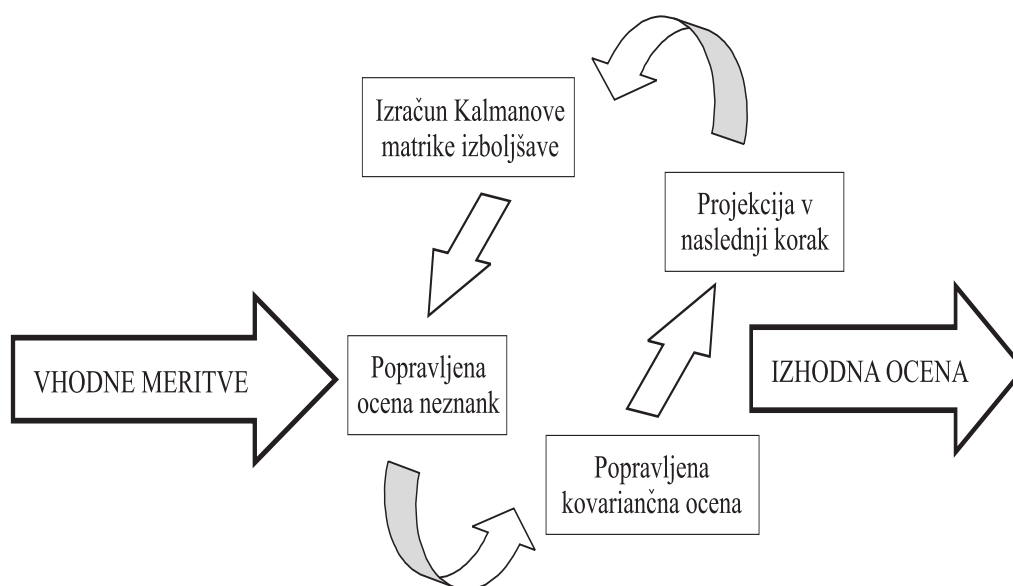 Izračun Kalmanove
matrike izboljšave
Projekcija v
naslednji korak
VHODNE MERITVE
Popravljena
ocena neznank
IZHODNA OCENA
Popravljena
kovariančna ocena